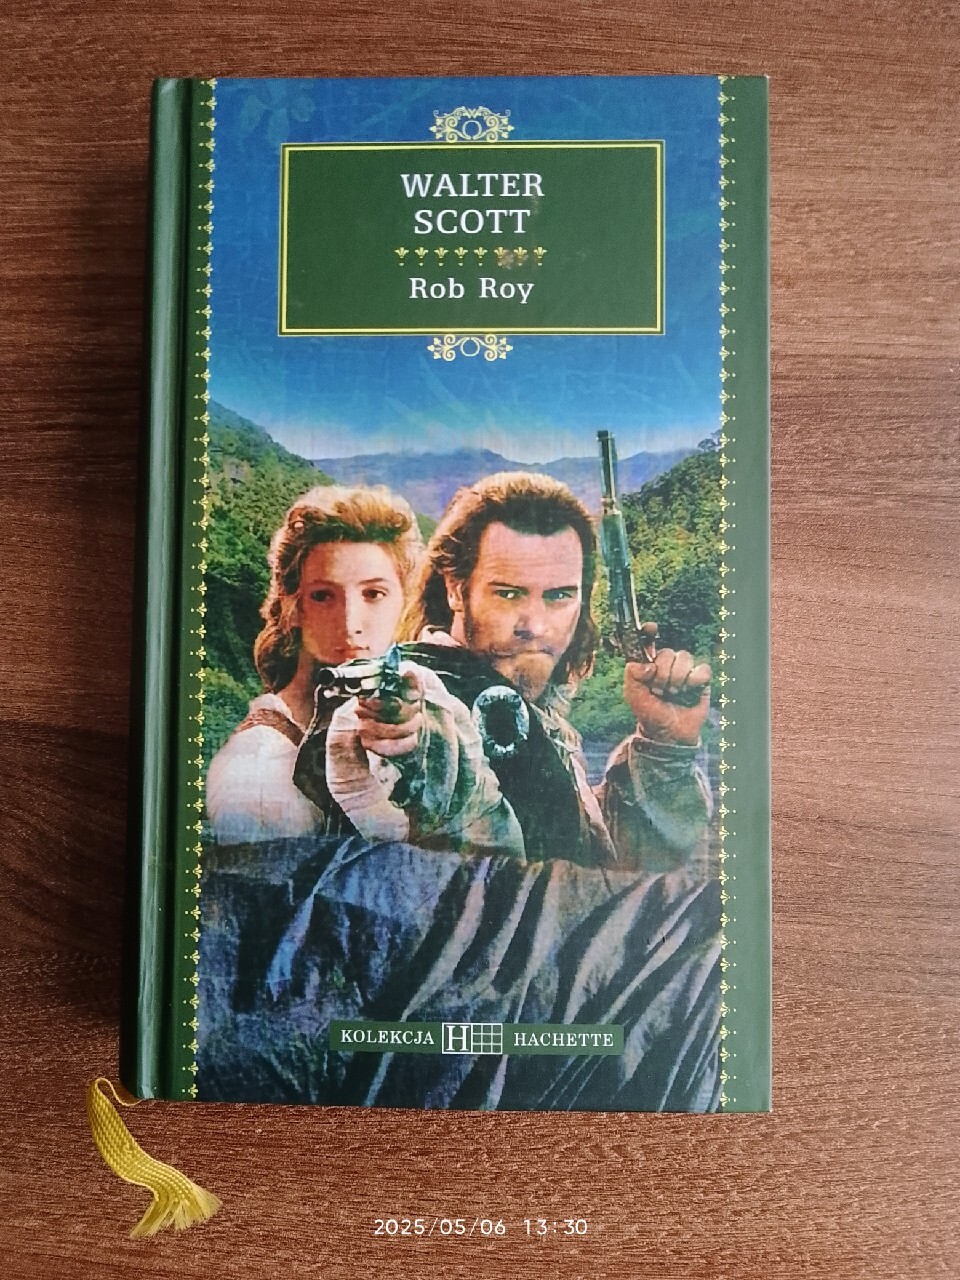 WALTER
SCOTT
Rob Roy
KOLEKCJA H HACHETTE
2025/05/06 13:30